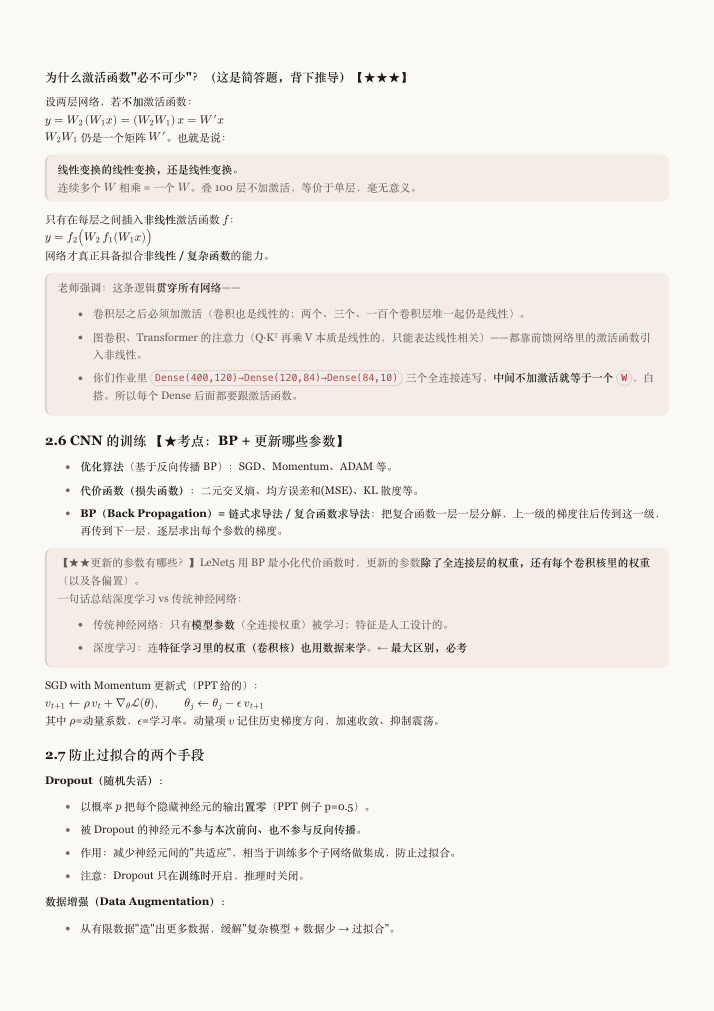 为什么激活函数"必不可少"？（这是简答题，背下推导）【★★★】
设两层网络，若不加激活函数：
y = W₂ (W₁x) = (W₂W₁) x = W′x
W₂W₁ 仍是一个矩阵 W′。也就是说：
线性变换的线性变换，还是线性变换。
连续多个 W 相乘 = 一个 W。叠 100 层不加激活，等价于单层，毫无意义。
只有在每层之间插入非线性激活函数 f：
y = f₂(W₂ f₁(W₁x))
网络才真正具备拟合非线性 / 复杂函数的能力。
老师强调：这条逻辑贯穿所有网络——
• 卷积层之后必须加激活（卷积也是线性的；两个、三个、一百个卷积层堆一起仍是线性）。
• 图卷积、Transformer 的注意力（Q·Kᵀ 再乘 V 本质是线性的，只能表达线性相关）——都靠前馈网络里的激活函数引
入非线性。
• 你们作业里 Dense(400,120)→Dense(120,84)→Dense(84,10) 三个全连接连写，中间不加激活就等于一个 W，白
搭。所以每个 Dense 后面都要跟激活函数。
2.6 CNN 的训练 【★考点：BP + 更新哪些参数】
• 优化算法（基于反向传播 BP）：SGD、Momentum、ADAM 等。
• 代价函数（损失函数）：二元交叉熵、均方误差和(MSE)、KL 散度等。
• BP（Back Propagation）= 链式求导法 / 复合函数求导法：把复合函数一层一层分解，上一级的梯度往后传到这一级，
再传到下一层，逐层求出每个参数的梯度。
【★★更新的参数有哪些？】LeNet5 用 BP 最小化代价函数时，更新的参数除了全连接层的权重，还有每个卷积核里的权重
（以及各偏置）。
一句话总结深度学习 vs 传统神经网络：
• 传统神经网络：只有模型参数（全连接权重）被学习；特征是人工设计的。
• 深度学习：连特征学习里的权重（卷积核）也用数据来学。← 最大区别，必考
SGD with Momentum 更新式（PPT 给的）：
vₜ₊₁ ← ρ vₜ + ∇_θ ℒ(θ),  θⱼ ← θⱼ − ϵ vₜ₊₁
其中 ρ=动量系数，ϵ=学习率。动量项 v 记住历史梯度方向，加速收敛、抑制震荡。
2.7 防止过拟合的两个手段
Dropout（随机失活）：
• 以概率 p 把每个隐藏神经元的输出置零（PPT 例子 p=0.5）。
• 被 Dropout 的神经元不参与本次前向、也不参与反向传播。
• 作用：减少神经元间的"共适应"，相当于训练多个子网络做集成，防止过拟合。
• 注意：Dropout 只在训练时开启，推理时关闭。
数据增强（Data Augmentation）：
• 从有限数据"造"出更多数据，缓解"复杂模型 + 数据少 → 过拟合"。